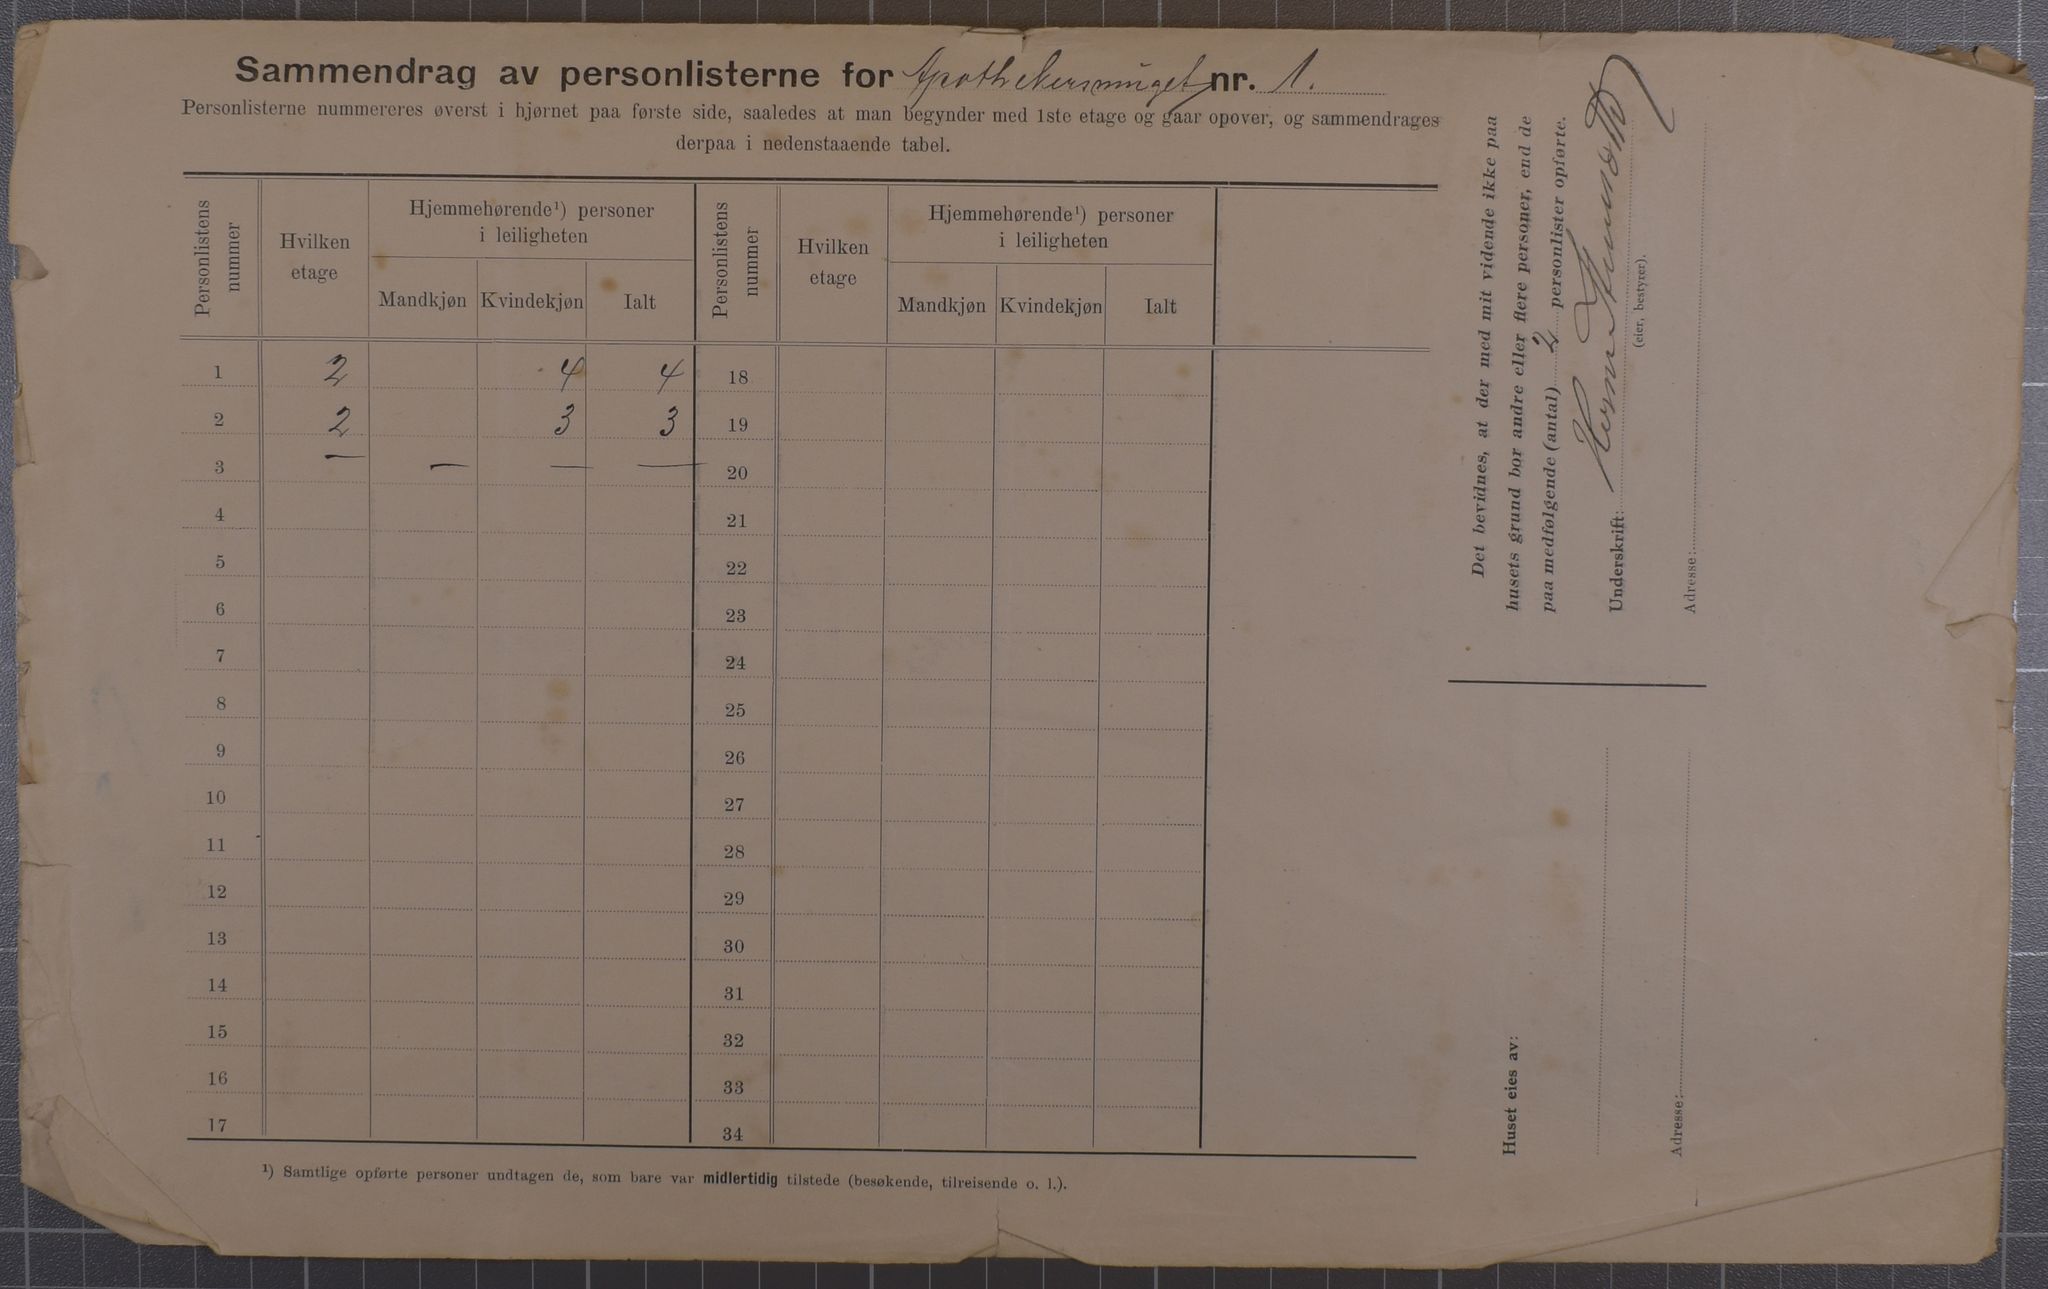 Sammendrag av personlisterne for Apothekersmuget nr. 1.
Personlisterne nummereres øverst i hjørnet paa første side, saaledes at man begynder med 1ste etage og gaar opover, og sammendrages
derpaa i nedenstaaende tabel.
Personlistens nummer | Hvilken etage | Hjemmehørende¹) personer i leiligheten | Personlistens nummer | Hvilken etage | Hjemmehørende¹) personer i leiligheten
Mandkjøn | Kvindekjøn | Ialt | Mandkjøn | Kvindekjøn | Ialt
1 2 4 4 18
2 2 3 3 19
3 — — — — 20
4 21
5 22
6 23
7 24
8 25
9 26
10 27
11 28
12 29
13 30
14 31
15 32
16 33
17 34
¹) Samtlige opførte personer undtagen de, som bare var midlertidig tilstede (besøkende, tilreisende o. l.).
Det bevidnes, at der med mit vidende ikke paa
husets grund bor andre eller flere personer, end de
paa medfølgende (antal) 2 personlister opførte.
Underskrift:
(eier, bestyrer).
Adresse:
Huset eies av:
Adresse: